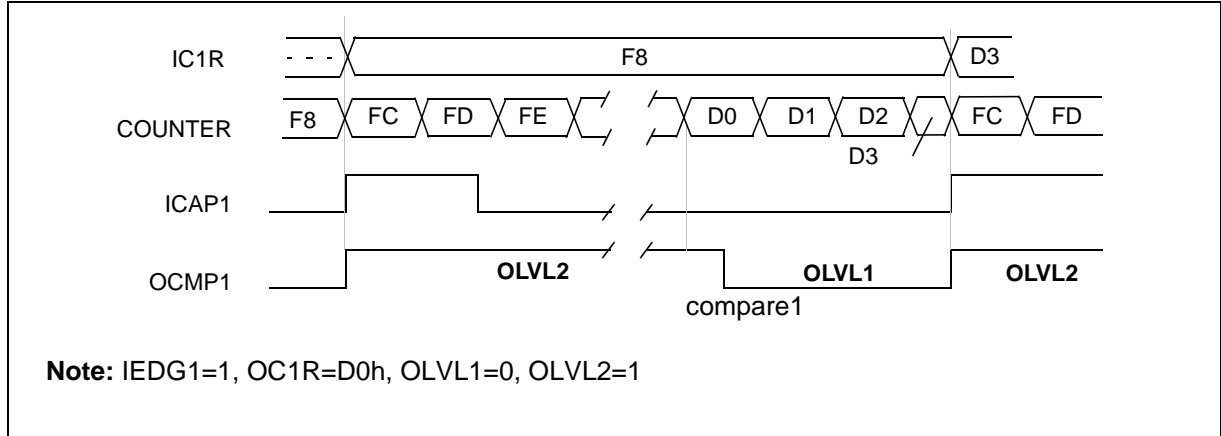 IC1R - - - F8 D3
COUNTER F8 FC FD FE D0 D1 D2 FC FD
D3
ICAP1
OCMP1 OLVL2 OLVL1 OLVL2
compare1
Note: IEDG1=1, OC1R=D0h, OLVL1=0, OLVL2=1